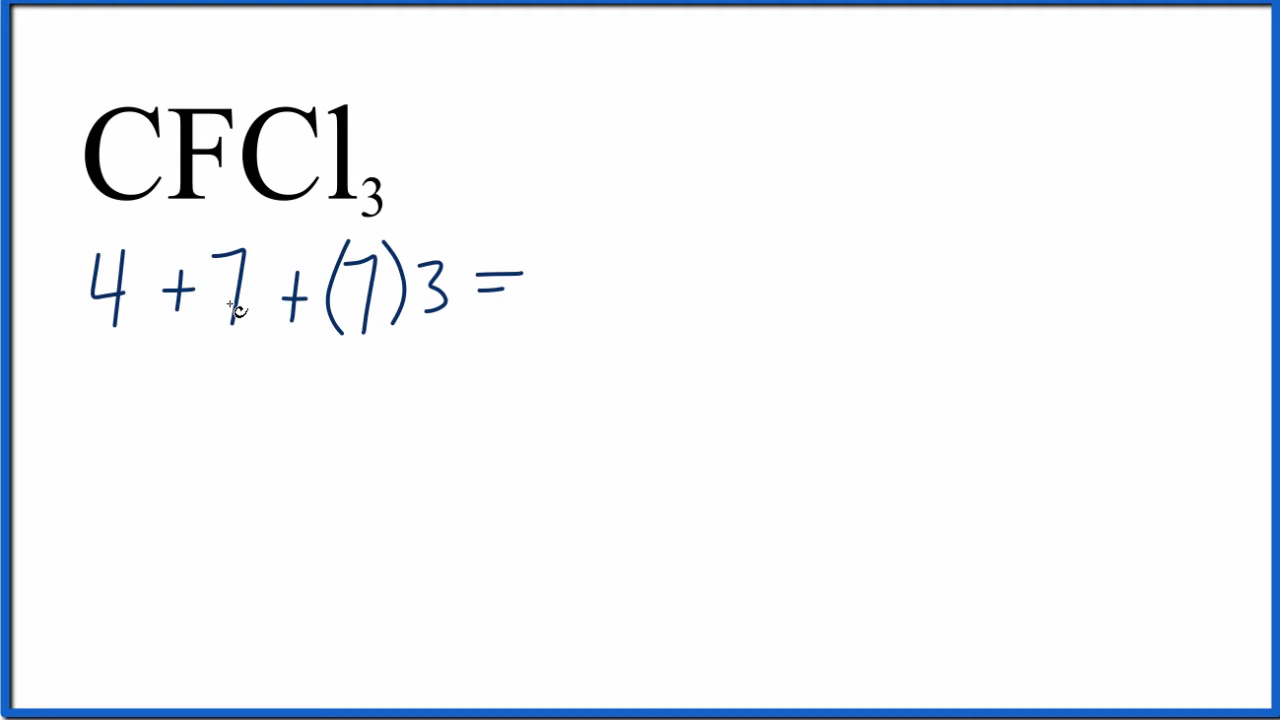 CFCl₃
4 + 7 + (7)3 =